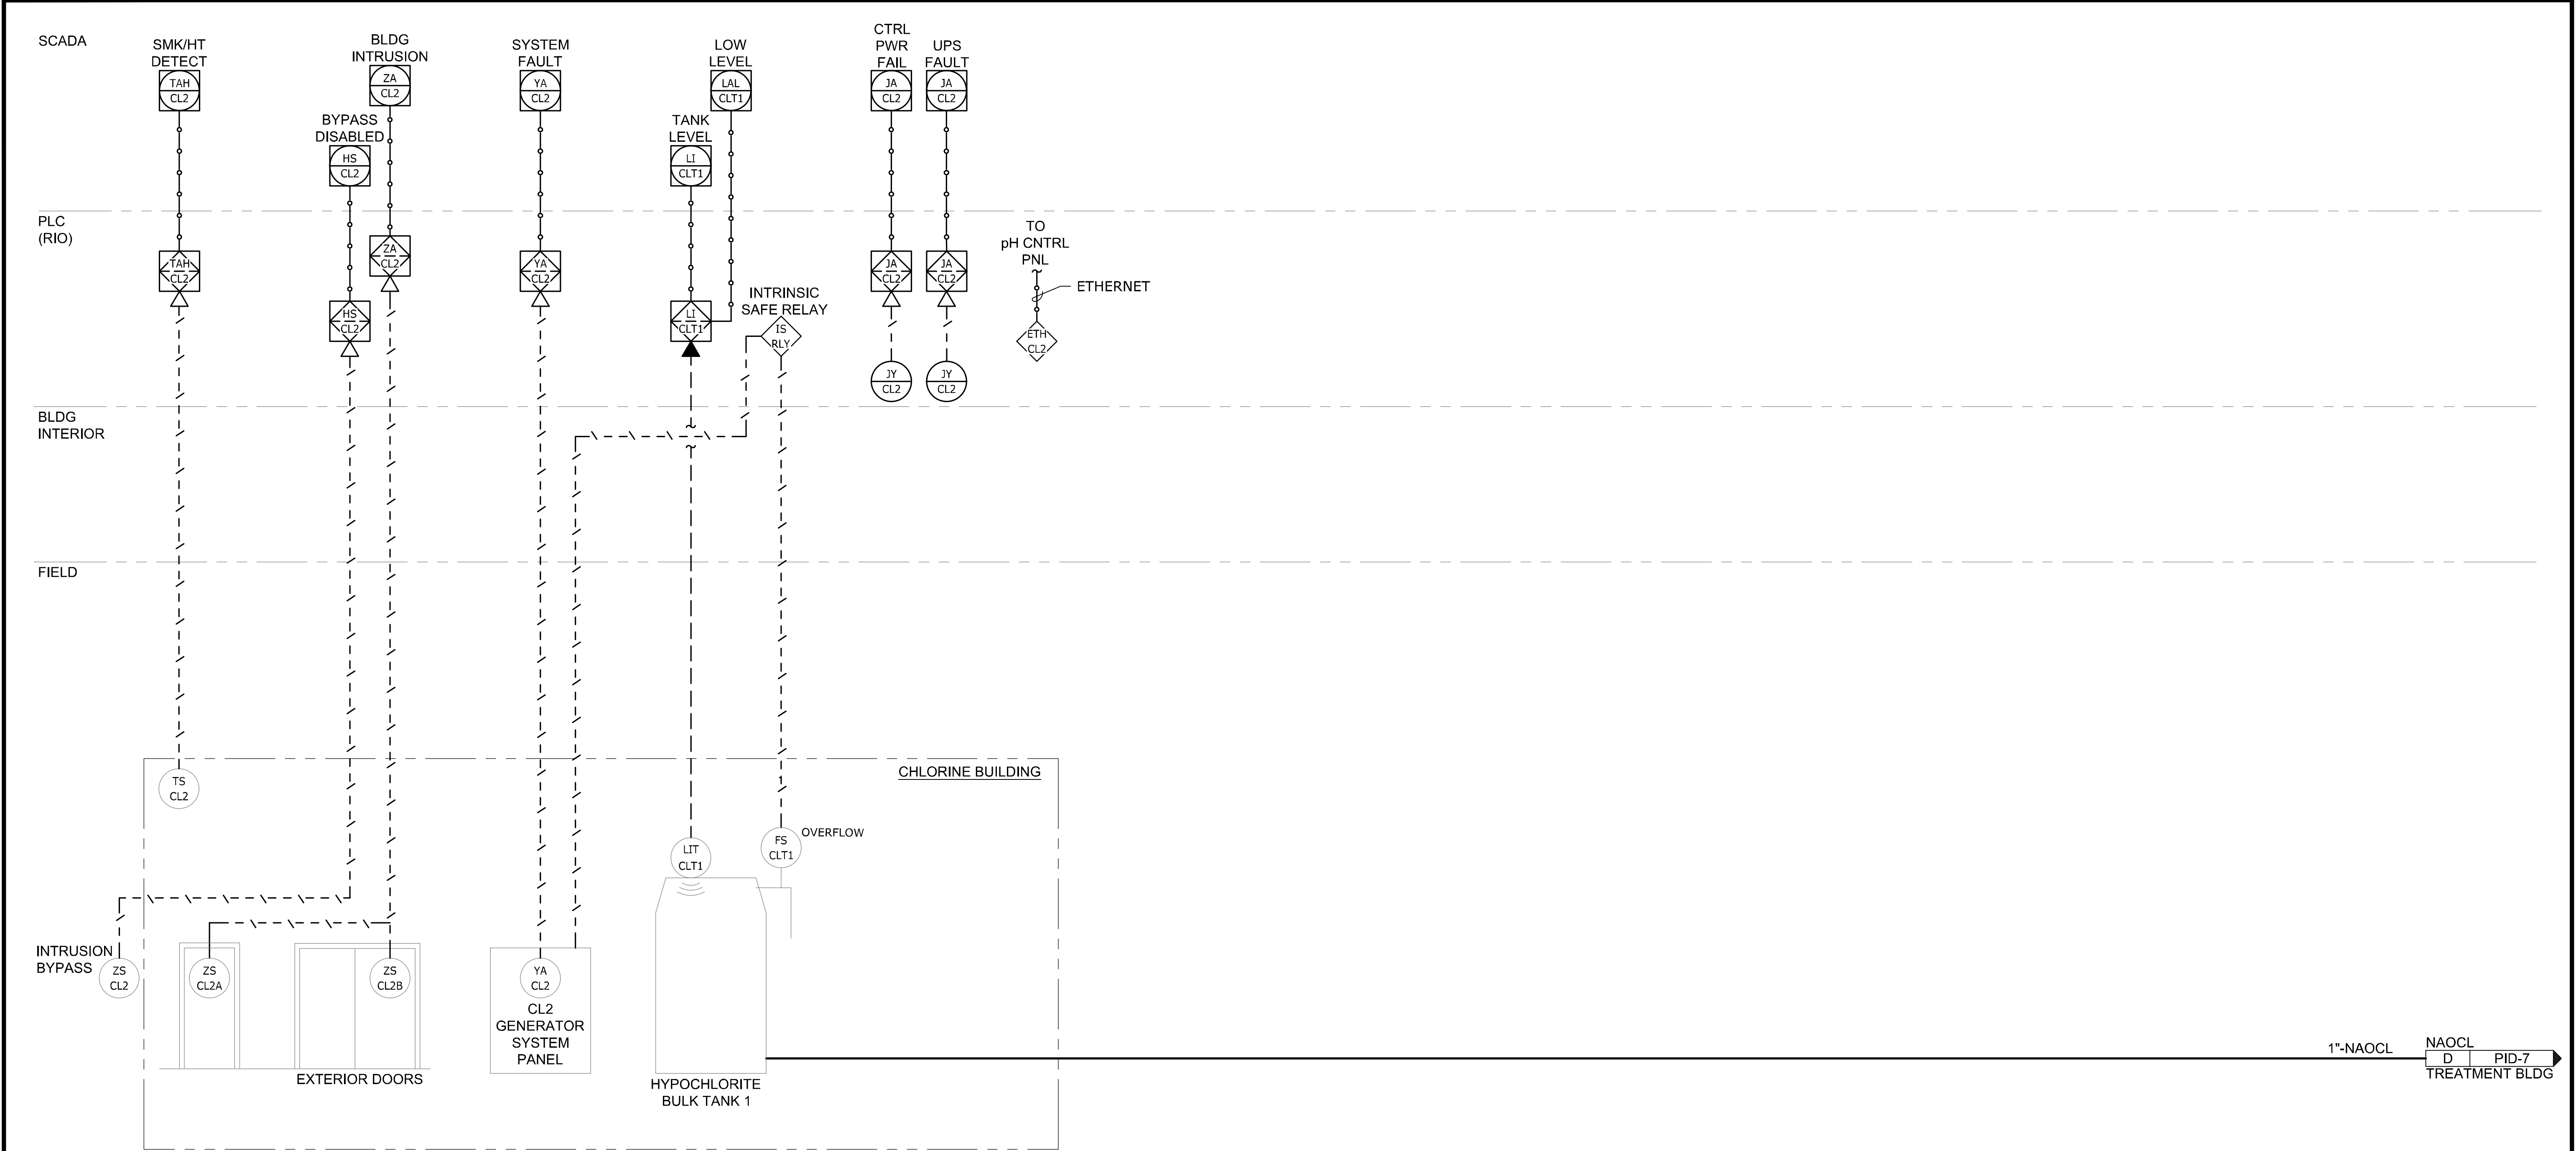 SCADA
SMK/HT
DETECT
TAH
CL2
BLDG
INTRUSION
ZA
CL2
BYPASS
DISABLED
HS
CL2
SYSTEM
FAULT
YA
CL2
LOW
LEVEL
LAL
CLT1
TANK
LEVEL
LI
CLT1
CTRL
PWR
FAIL
JA
CL2
UPS
FAULT
JA
CL2
PLC
(RIO)
TAH
CL2
ZA
CL2
HS
CL2
YA
CL2
LI
CLT1
INTRINSIC
SAFE RELAY
IS
RLY
JA
CL2
JA
CL2
JY
CL2
JY
CL2
TO
pH CNTRL
PNL
ETHERNET
ETH
CL2
BLDG
INTERIOR
FIELD
CHLORINE BUILDING
TS
CL2
LIT
CLT1
FS
CLT1
OVERFLOW
INTRUSION
BYPASS
ZS
CL2
ZS
CL2A
ZS
CL2B
EXTERIOR DOORS
YA
CL2
CL2
GENERATOR
SYSTEM
PANEL
HYPOCHLORITE
BULK TANK 1
1"-NAOCL
NAOCL
D PID-7
TREATMENT BLDG